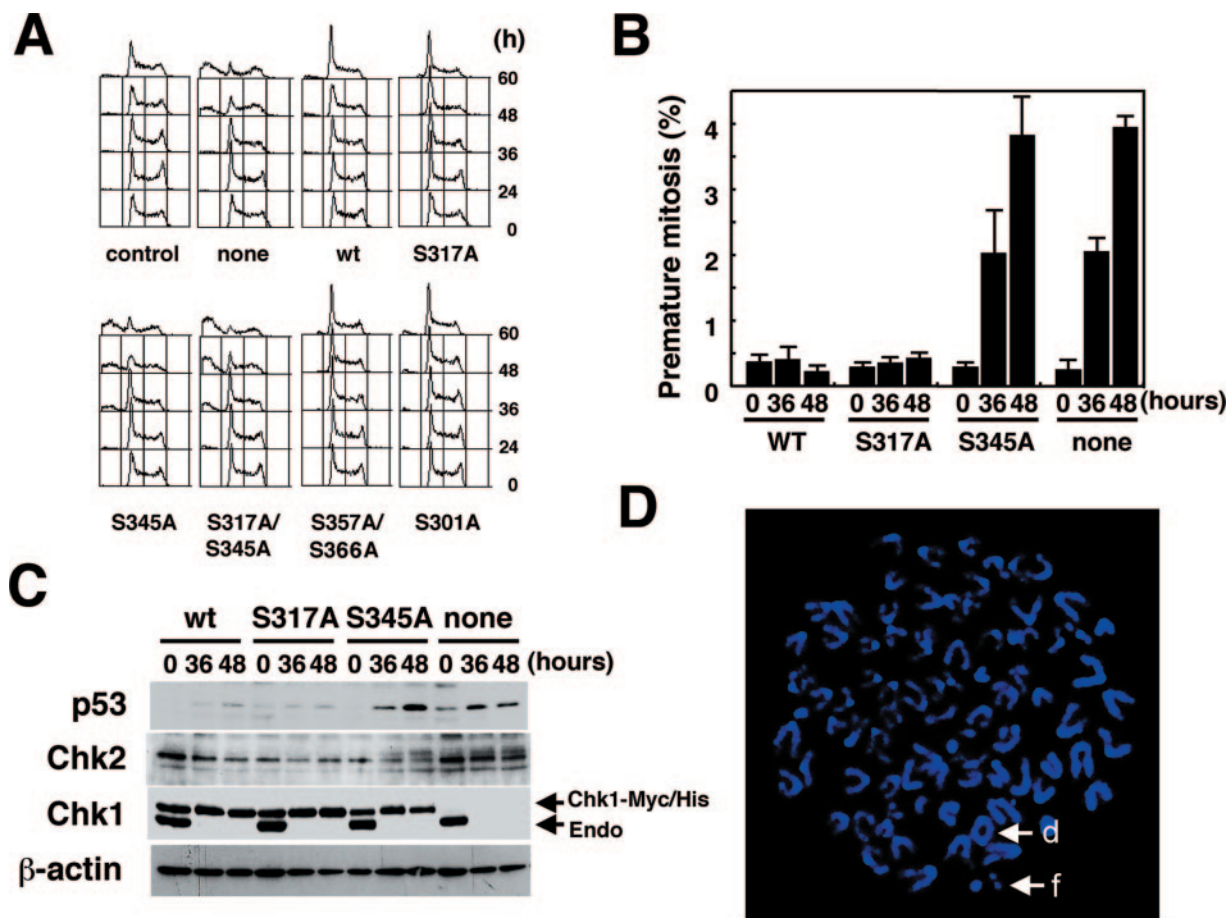 A
(h)
60
48
36
24
0
control none wt S317A
60
48
36
24
0
S345A S317A/ S357A/ S301A
S345A S366A
B
Premature mitosis (%)
4
3
2
1
0
0 36 48 0 36 48 0 36 48 0 36 48 (hours)
WT S317A S345A none
C
wt S317A S345A none
0 36 48 0 36 48 0 36 48 0 36 48 (hours)
p53
Chk2
Chk1
Chk1-Myc/His
Endo
β-actin
D
d
f